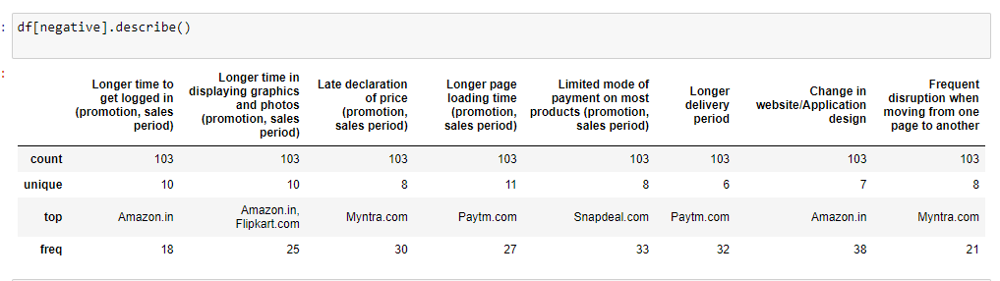 : df[negative].describe()
:
Longer time to get logged in (promotion, sales period) Longer time in displaying graphics and photos (promotion, sales period) Late declaration of price (promotion, sales period) Longer page loading time (promotion, sales period) Limited mode of payment on most products (promotion, sales period) Longer delivery period Change in website/Application design Frequent disruption when moving from one page to another
count 103 103 103 103 103 103 103 103
unique 10 10 8 11 8 6 7 8
top Amazon.in Amazon.in, Flipkart.com Myntra.com Paytm.com Snapdeal.com Paytm.com Amazon.in Myntra.com
freq 18 25 30 27 33 32 38 21